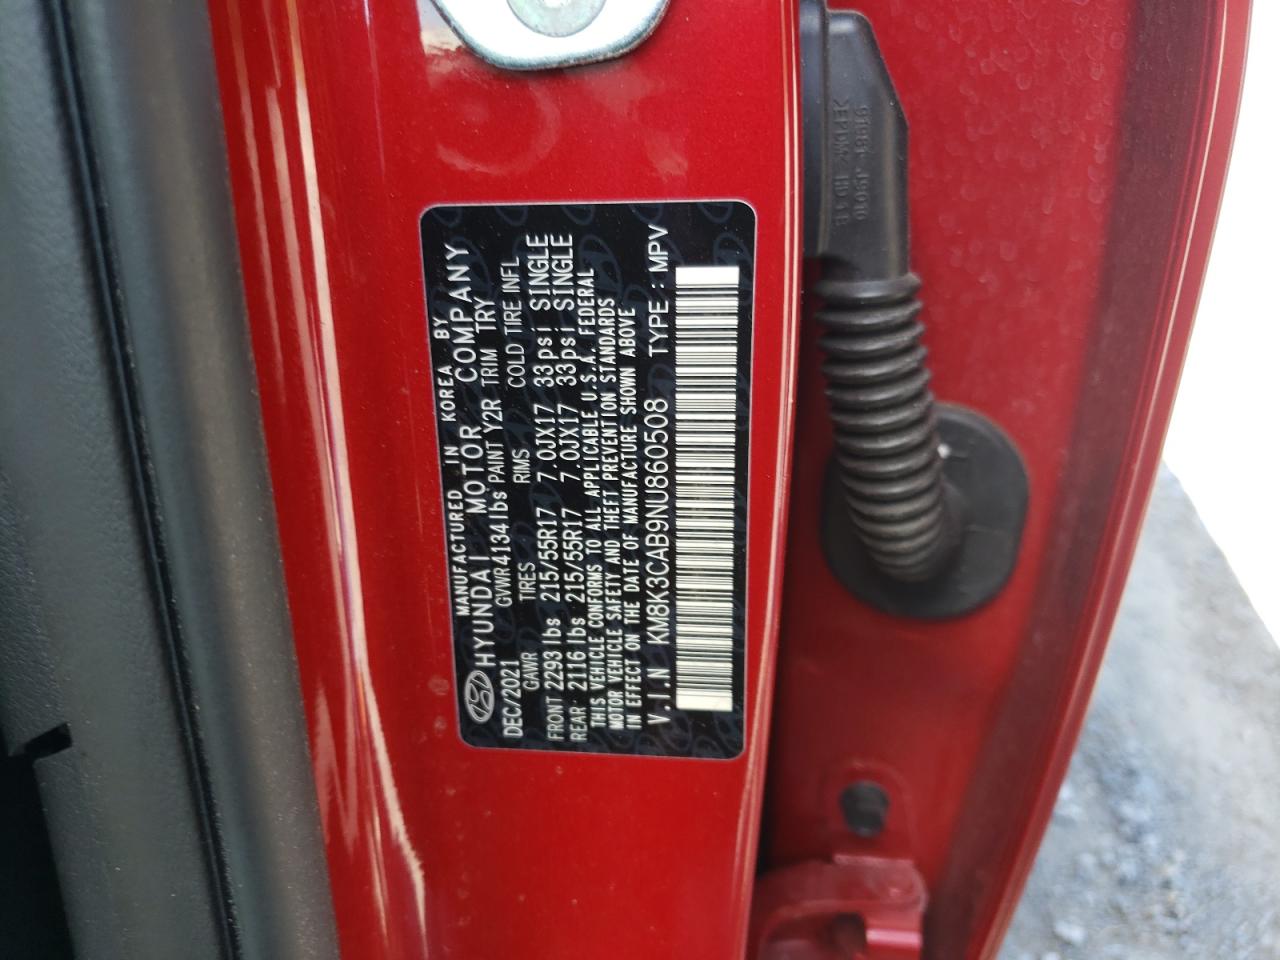 MANUFACTURED IN KOREA BY
HYUNDAI MOTOR COMPANY
DEC/2021 GVWR 4134 lbs PAINT Y2R TRIM TRY
GAWR TIRES RIMS COLD TIRE INFL
FRONT 2293 lbs 215/55R17 7.0JX17 33psi SINGLE
REAR 2116 lbs 215/55R17 7.0JX17 33psi SINGLE
THIS VEHICLE CONFORMS TO ALL APPLICABLE U.S.A. FEDERAL
MOTOR VEHICLE SAFETY AND THEFT PREVENTION STANDARDS
IN EFFECT ON THE DATE OF MANUFACTURE SHOWN ABOVE
V.I.N KM8K3CAB9NU860508 TYPE : MPV